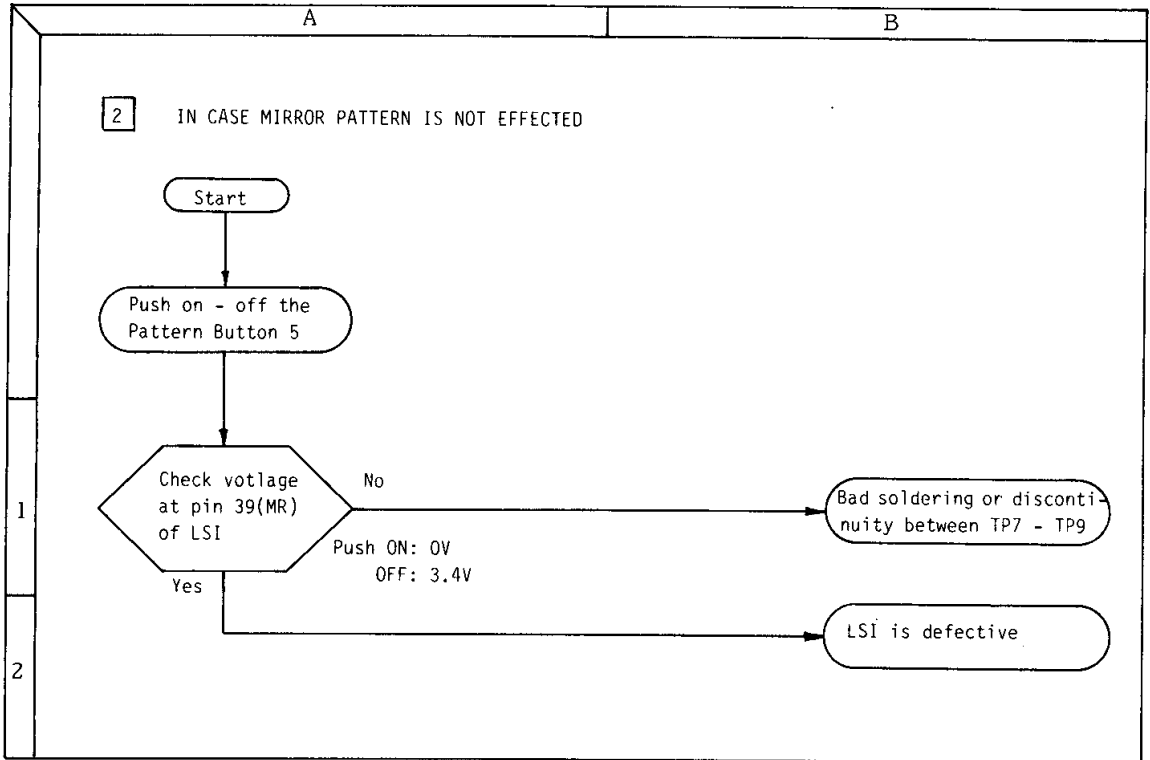 A
B
2 IN CASE MIRROR PATTERN IS NOT EFFECTED
Start
Push on - off the
Pattern Button 5
1
Check votlage
at pin 39(MR)
of LSI
No
Push ON: 0V
OFF: 3.4V
Yes
Bad soldering or disconti-
nuity between TP7 - TP9
2
LSI is defective